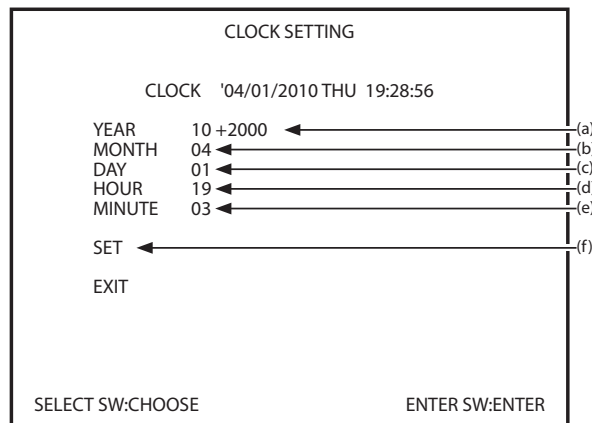 CLOCK SETTING
CLOCK '04/01/2010 THU 19:28:56
YEAR 10 +2000 (a)
MONTH 04 (b)
DAY 01 (c)
HOUR 19 (d)
MINUTE 03 (e)
SET (f)
EXIT
SELECT SW:CHOOSE ENTER SW:ENTER